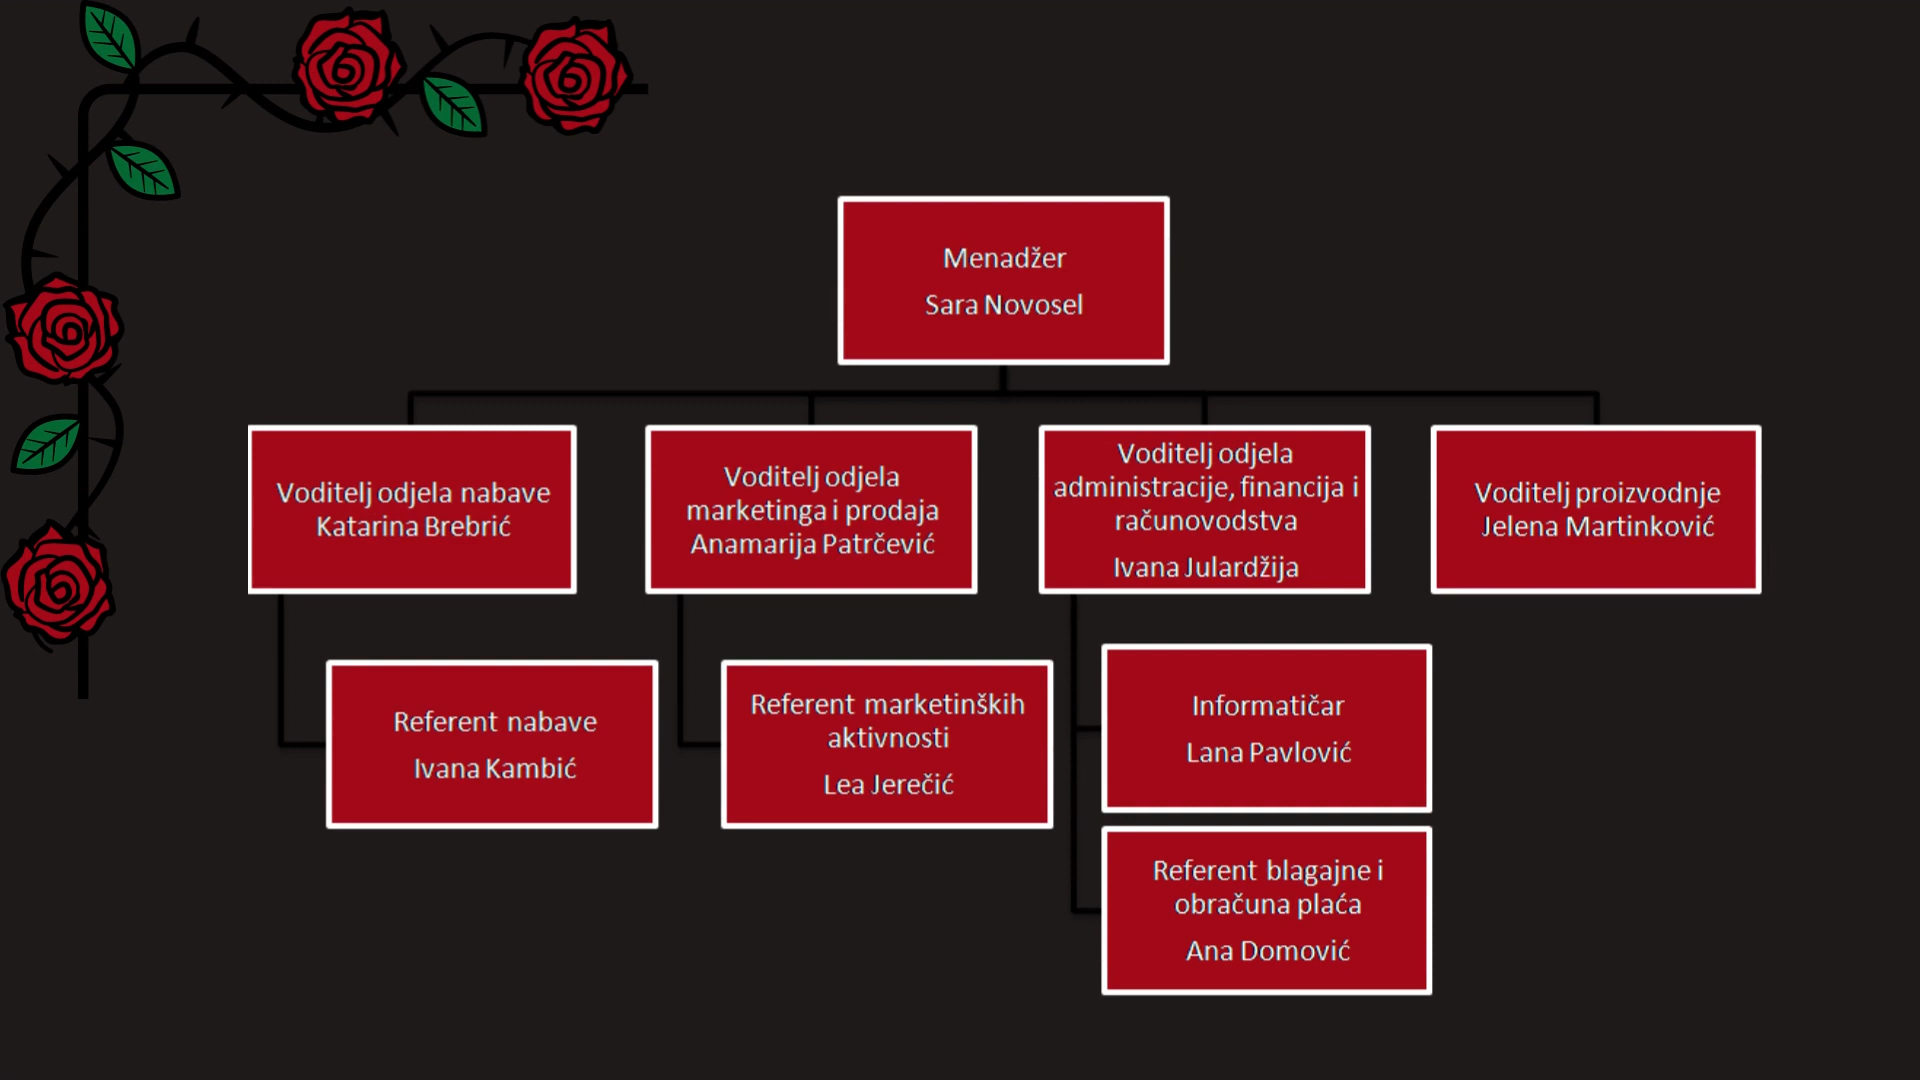 Menadžer
Sara Novosel
Voditelj odjela nabave
Katarina Brebrić
Voditelj odjela
marketinga i prodaja
Anamarija Patrčević
Voditelj odjela
administracije, financija i
računovodstva
Ivana Julardžija
Voditelj proizvodnje
Jelena Martinković
Referent nabave
Ivana Kambić
Referent marketinških
aktivnosti
Lea Jerečić
Informatičar
Lana Pavlović
Referent blagajne i
obračuna plaća
Ana Domović